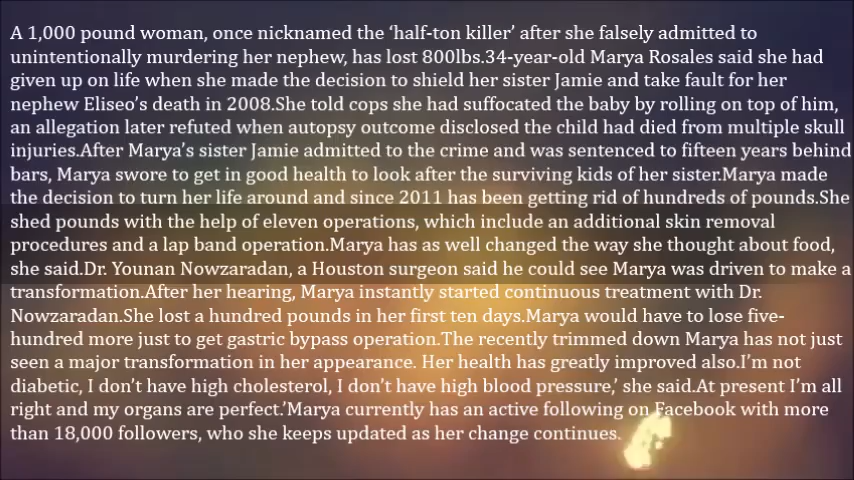 A 1,000 pound woman, once nicknamed the ‘half-ton killer’ after she falsely admitted to
unintentionally murdering her nephew, has lost 800lbs.34-year-old Marya Rosales said she had
given up on life when she made the decision to shield her sister Jamie and take fault for her
nephew Eliseo’s death in 2008.She told cops she had suffocated the baby by rolling on top of him,
an allegation later refuted when autopsy outcome disclosed the child had died from multiple skull
injuries.After Marya’s sister Jamie admitted to the crime and was sentenced to fifteen years behind
bars, Marya swore to get in good health to look after the surviving kids of her sister.Marya made
the decision to turn her life around and since 2011 has been getting rid of hundreds of pounds.She
shed pounds with the help of eleven operations, which include an additional skin removal
procedures and a lap band operation.Marya has as well changed the way she thought about food,
she said.Dr. Younan Nowzaradan, a Houston surgeon said he could see Marya was driven to make a
transformation.After her hearing, Marya instantly started continuous treatment with Dr.
Nowzaradan.She lost a hundred pounds in her first ten days.Marya would have to lose five-
hundred more just to get gastric bypass operation.The recently trimmed down Marya has not just
seen a major transformation in her appearance. Her health has greatly improved also.I’m not
diabetic, I don’t have high cholesterol, I don’t have high blood pressure,’ she said.At present I’m all
right and my organs are perfect.’Marya currently has an active following on Facebook with more
than 18,000 followers, who she keeps updated as her change continues.